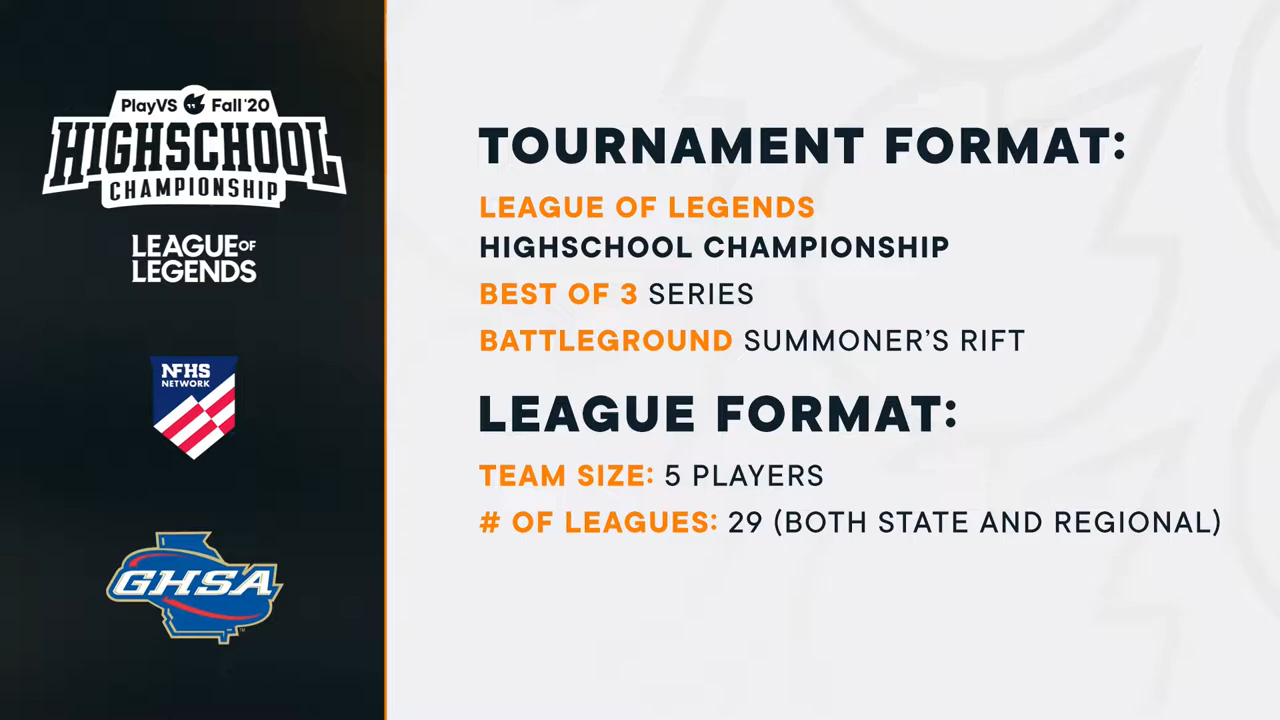 PlayVS Fall '20
HIGHSCHOOL
CHAMPIONSHIP
LEAGUE OF
LEGENDS
NFHS
NETWORK
GHSA
TM
TOURNAMENT FORMAT:
LEAGUE OF LEGENDS
HIGHSCHOOL CHAMPIONSHIP
BEST OF 3 SERIES
BATTLEGROUND SUMMONER'S RIFT
LEAGUE FORMAT:
TEAM SIZE: 5 PLAYERS
# OF LEAGUES: 29 (BOTH STATE AND REGIONAL)